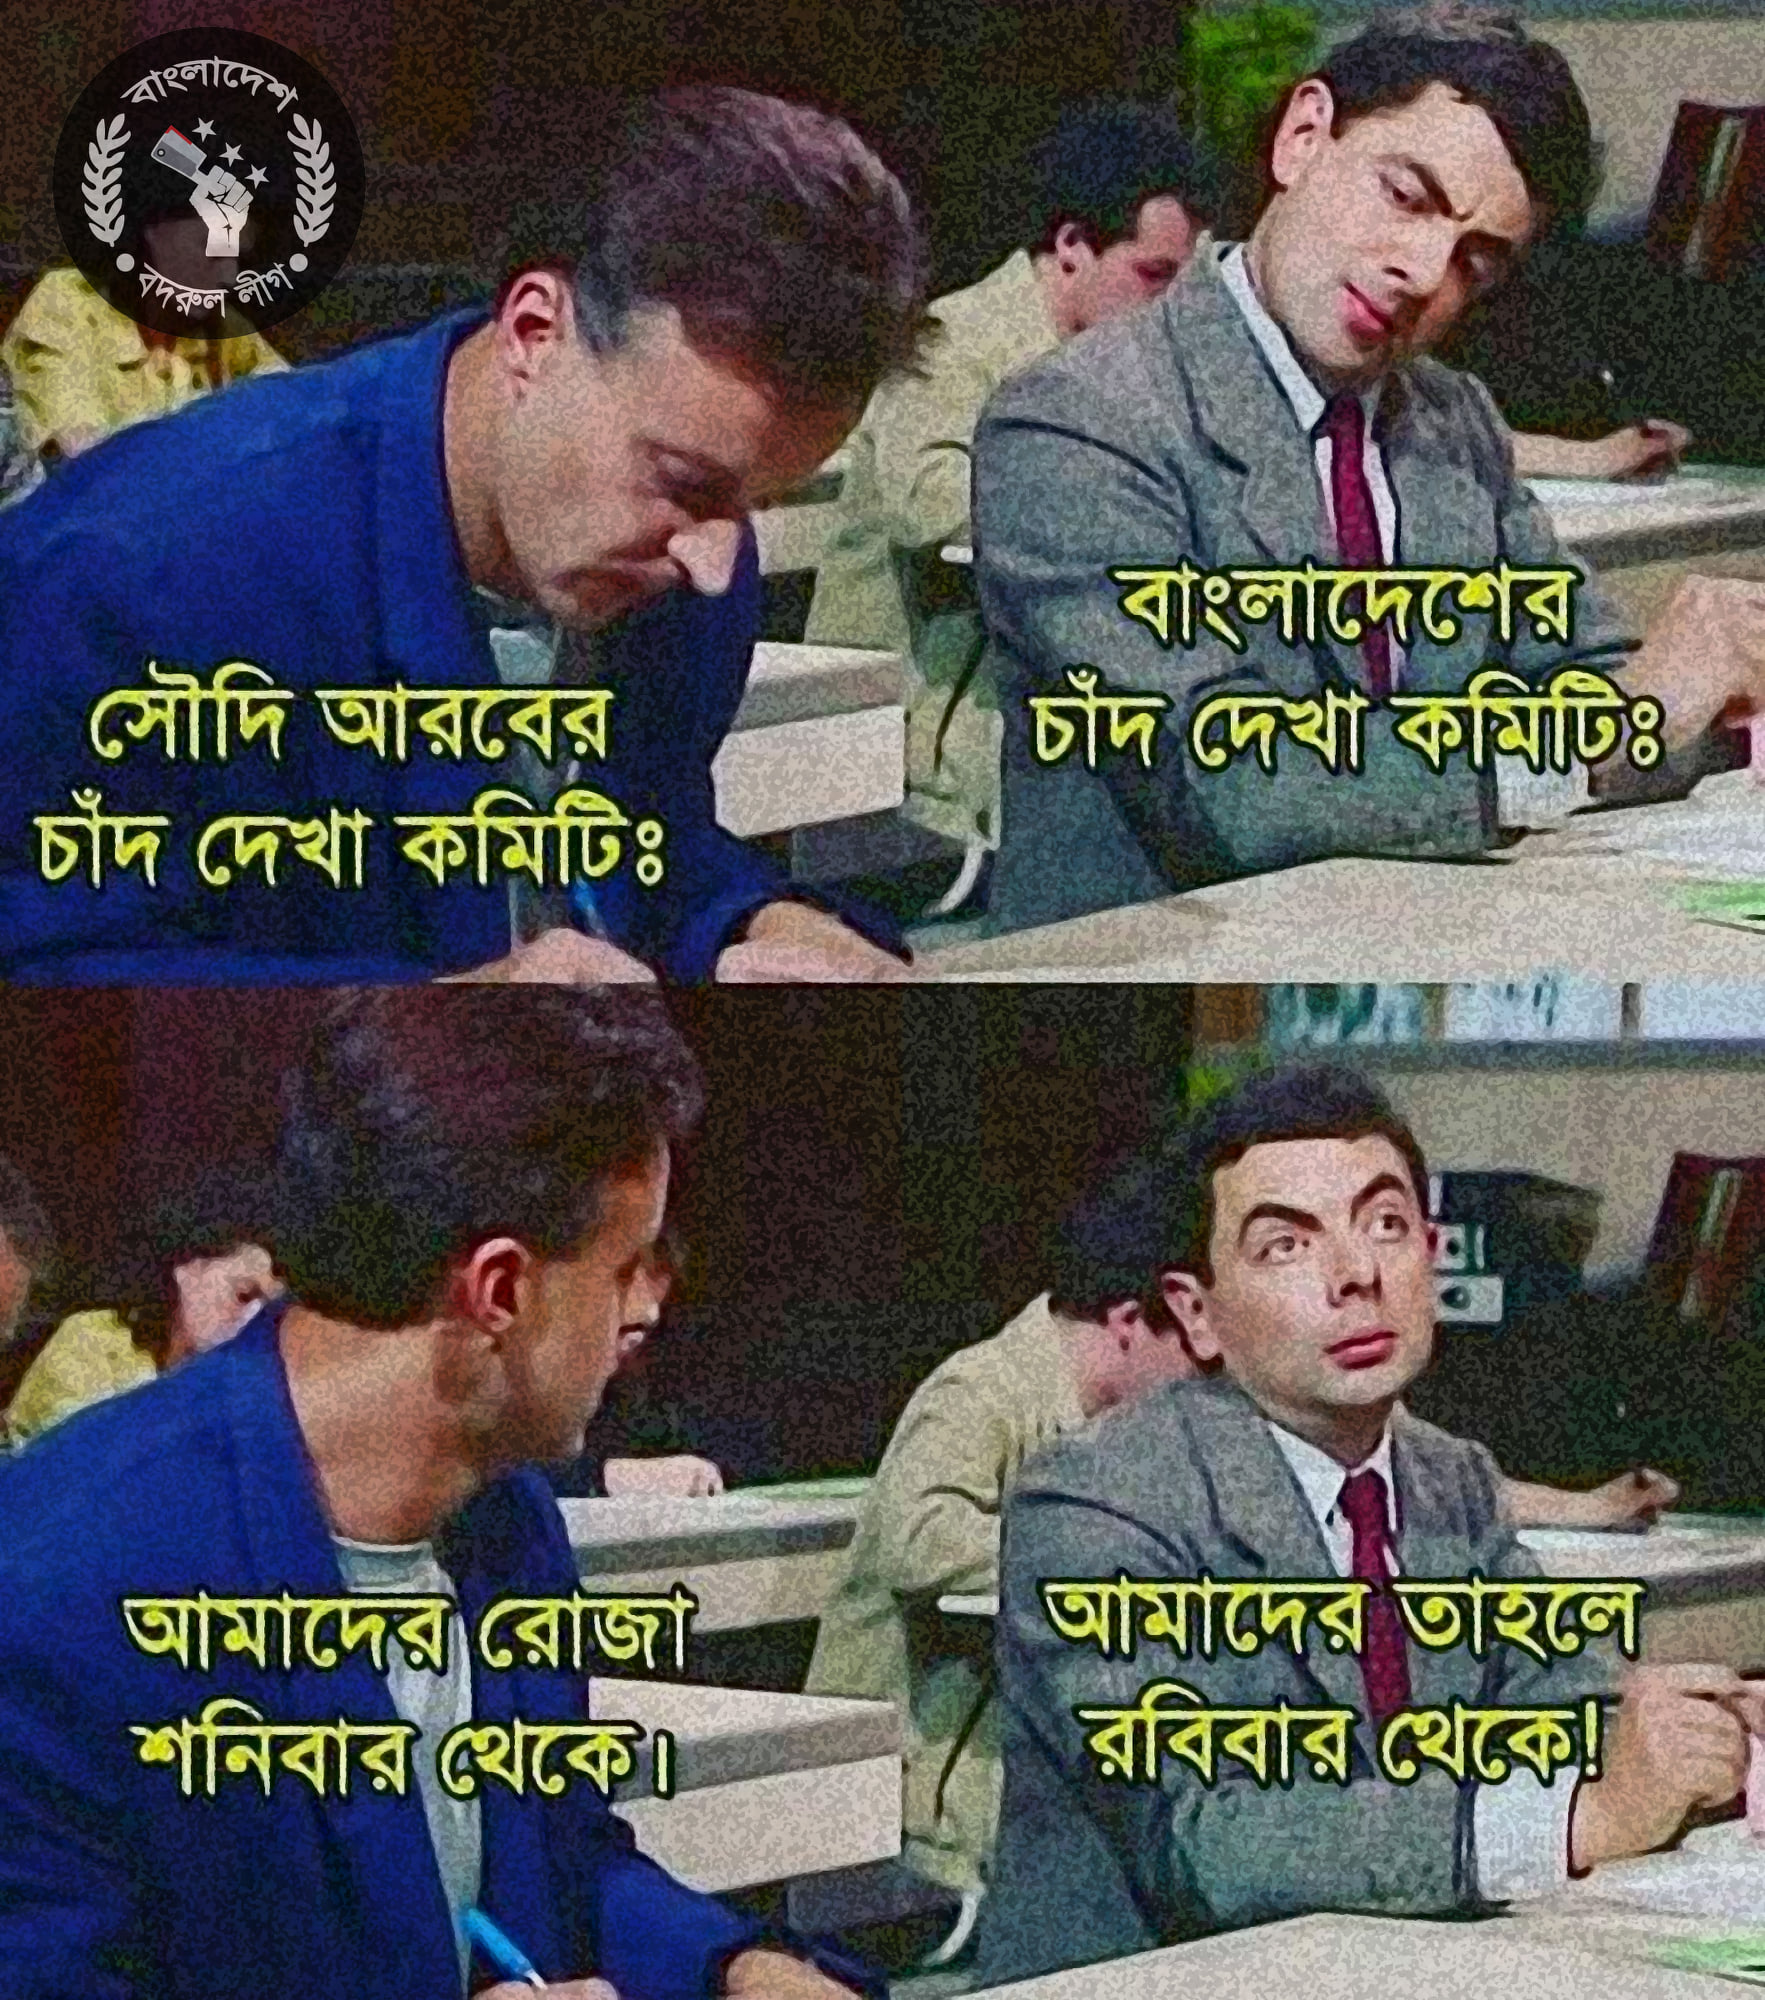 বাংলাদেশ
বদরুল লীগ
সৌদি আরবের
চাঁদ দেখা কমিটিঃ
বাংলাদেশের
চাঁদ দেখা কমিটিঃ
আমাদের রোজা
শনিবার থেকে।
আমাদের তাহলে
রবিবার থেকে!